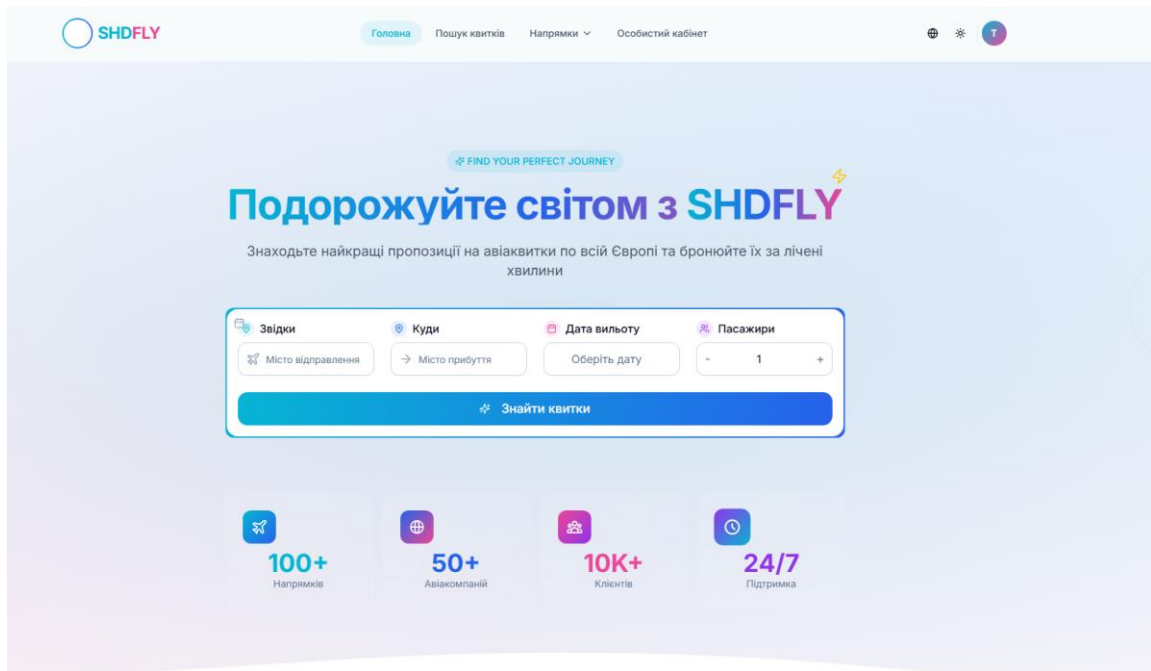 SHDFLY
Головна Пошук квитків Напрямки Особистий кабінет
T
FIND YOUR PERFECT JOURNEY
Подорожуйте світом з SHDFLY
Знаходьте найкращі пропозиції на авіаквитки по всій Європі та бронюйте їх за лічені
хвилини
Звідки Куди Дата вильоту Пасажири
Місто відправлення Місто прибуття Оберіть дату - 1 +
Знайти квитки
100+ 50+ 10K+ 24/7
Напрямків Авіакомпаній Клієнтів Підтримка